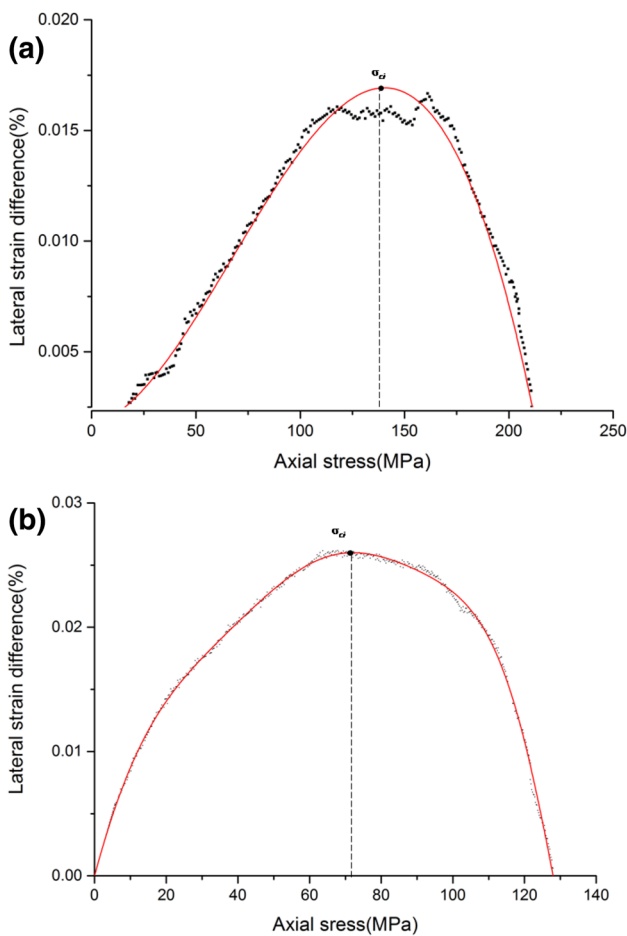 (a)
0.020
0.015
0.010
0.005
Lateral strain difference(%)
σci
0
50
100
150
200
250
Axial stress(MPa)
(b)
0.03
0.02
0.01
0.00
Lateral strain difference(%)
σci
0
20
40
60
80
100
120
140
Axial sress(MPa)